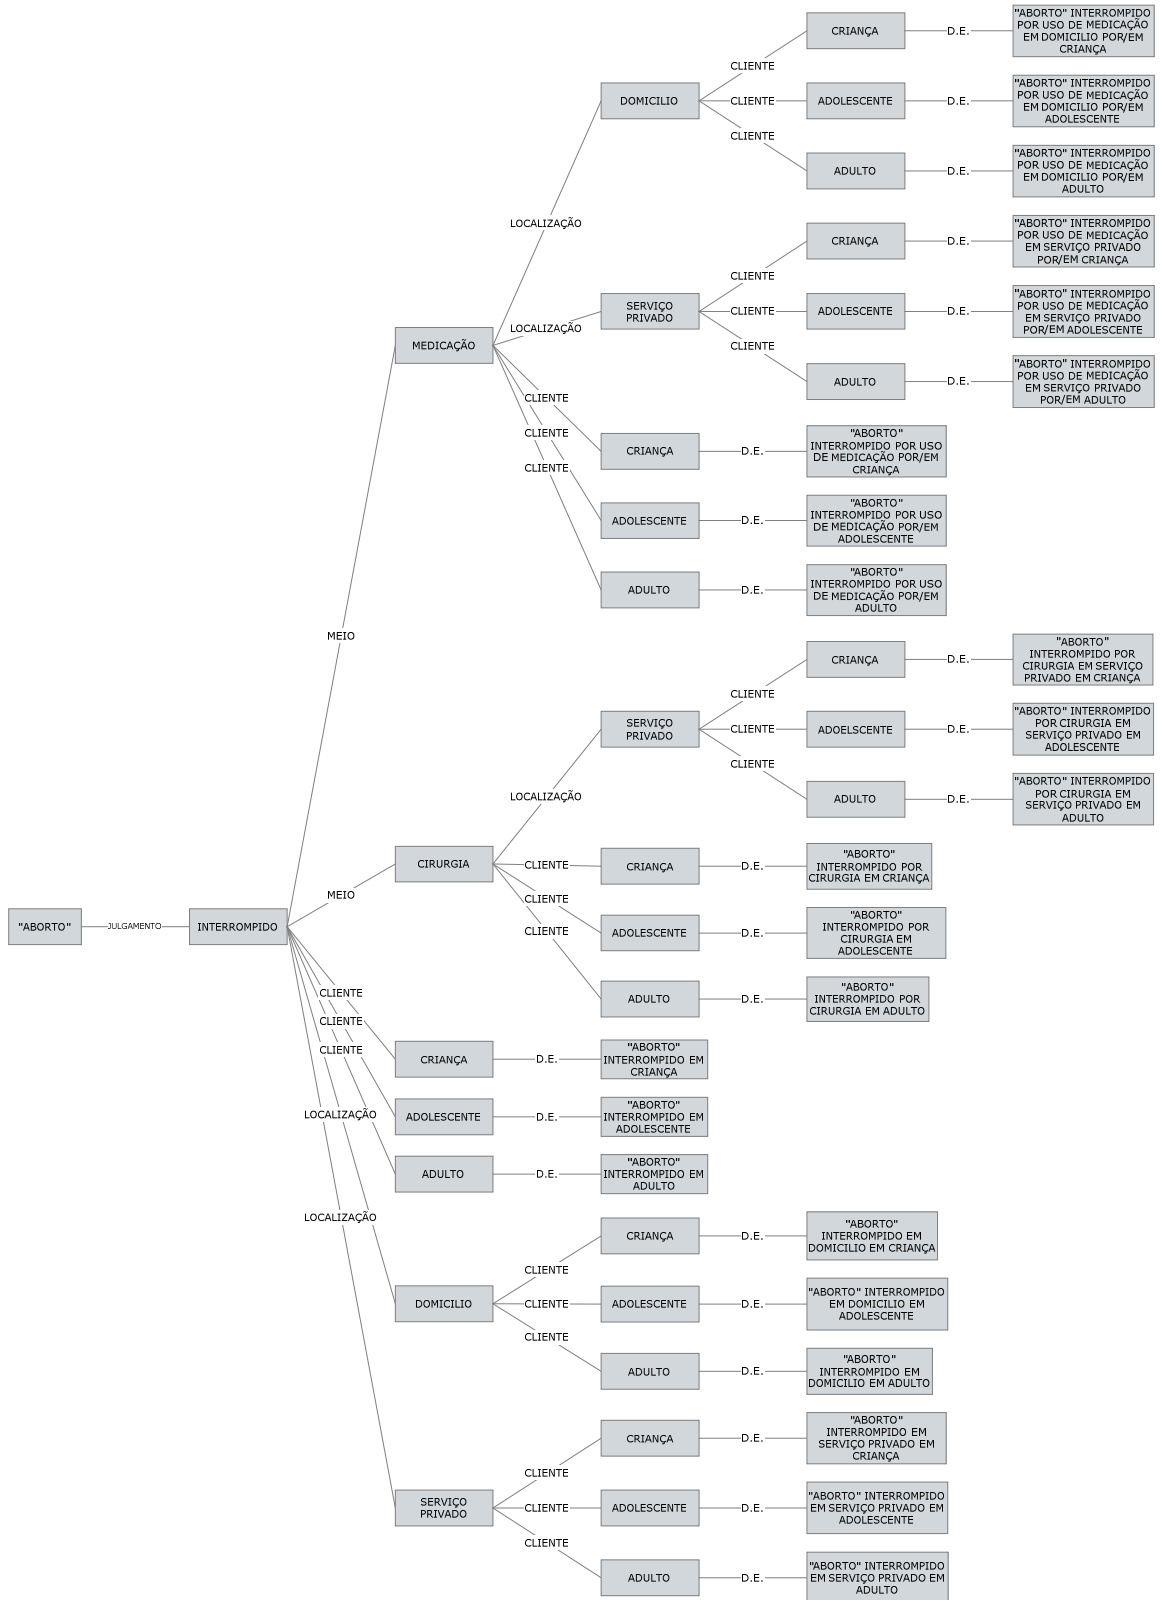 CRIANÇA
D.E.
"ABORTO" INTERROMPIDO
POR USO DE MEDICAÇÃO
EM DOMICILIO POR/EM
CRIANÇA
CLIENTE
DOMICILIO
CLIENTE
ADOLESCENTE
D.E.
"ABORTO" INTERROMPIDO
POR USO DE MEDICAÇÃO
EM DOMICILIO POR/EM
ADOLESCENTE
CLIENTE
ADULTO
D.E.
"ABORTO" INTERROMPIDO
POR USO DE MEDICAÇÃO
EM DOMICILIO POR/EM
ADULTO
LOCALIZAÇÃO
CRIANÇA
D.E.
"ABORTO" INTERROMPIDO
POR USO DE MEDICAÇÃO
EM SERVIÇO PRIVADO
POR/EM CRIANÇA
CLIENTE
LOCALIZAÇÃO
SERVIÇO
PRIVADO
CLIENTE
ADOLESCENTE
D.E.
"ABORTO" INTERROMPIDO
POR USO DE MEDICAÇÃO
EM SERVIÇO PRIVADO
POR/EM ADOLESCENTE
MEDICAÇÃO
CLIENTE
ADULTO
D.E.
"ABORTO" INTERROMPIDO
POR USO DE MEDICAÇÃO
EM SERVIÇO PRIVADO
POR/EM ADULTO
CLIENTE
CLIENTE
CLIENTE
CRIANÇA
D.E.
"ABORTO"
INTERROMPIDO POR USO
DE MEDICAÇÃO POR/EM
CRIANÇA
ADOLESCENTE
D.E.
"ABORTO"
INTERROMPIDO POR USO
DE MEDICAÇÃO POR/EM
ADOLESCENTE
ADULTO
D.E.
"ABORTO"
INTERROMPIDO POR USO
DE MEDICAÇÃO POR/EM
ADULTO
MEIO
CRIANÇA
D.E.
"ABORTO"
INTERROMPIDO POR
CIRURGIA EM SERVIÇO
PRIVADO EM CRIANÇA
CLIENTE
SERVIÇO
PRIVADO
CLIENTE
ADOELSCENTE
D.E.
"ABORTO" INTERROMPIDO
POR CIRURGIA EM
SERVIÇO PRIVADO EM
ADOLESCENTE
CLIENTE
ADULTO
D.E.
"ABORTO" INTERROMPIDO
POR CIRURGIA EM
SERVIÇO PRIVADO EM
ADULTO
LOCALIZAÇÃO
MEIO
CIRURGIA
CLIENTE
CRIANÇA
D.E.
"ABORTO"
INTERROMPIDO POR
CIRURGIA EM CRIANÇA
CLIENTE
ADOLESCENTE
D.E.
"ABORTO"
INTERROMPIDO POR
CIRURGIA EM
ADOLESCENTE
CLIENTE
ADULTO
D.E.
"ABORTO"
INTERROMPIDO POR
CIRURGIA EM ADULTO
"ABORTO"
JULGAMENTO
INTERROMPIDO
CLIENTE
CLIENTE
CLIENTE
CRIANÇA
D.E.
"ABORTO"
INTERROMPIDO EM
CRIANÇA
ADOLESCENTE
D.E.
"ABORTO"
INTERROMPIDO EM
ADOLESCENTE
ADULTO
D.E.
"ABORTO"
INTERROMPIDO EM
ADULTO
LOCALIZAÇÃO
LOCALIZAÇÃO
CRIANÇA
D.E.
"ABORTO"
INTERROMPIDO EM
DOMICILIO EM CRIANÇA
CLIENTE
DOMICILIO
CLIENTE
ADOLESCENTE
D.E.
"ABORTO" INTERROMPIDO
EM DOMICILIO EM
ADOLESCENTE
CLIENTE
ADULTO
D.E.
"ABORTO"
INTERROMPIDO EM
DOMICILIO EM ADULTO
CRIANÇA
D.E.
"ABORTO"
INTERROMPIDO EM
SERVIÇO PRIVADO EM
CRIANÇA
CLIENTE
SERVIÇO
PRIVADO
CLIENTE
ADOLESCENTE
D.E.
"ABORTO" INTERROMPIDO
EM SERVIÇO PRIVADO EM
ADOLESCENTE
CLIENTE
ADULTO
D.E.
"ABORTO" INTERROMPIDO
EM SERVIÇO PRIVADO EM
ADULTO